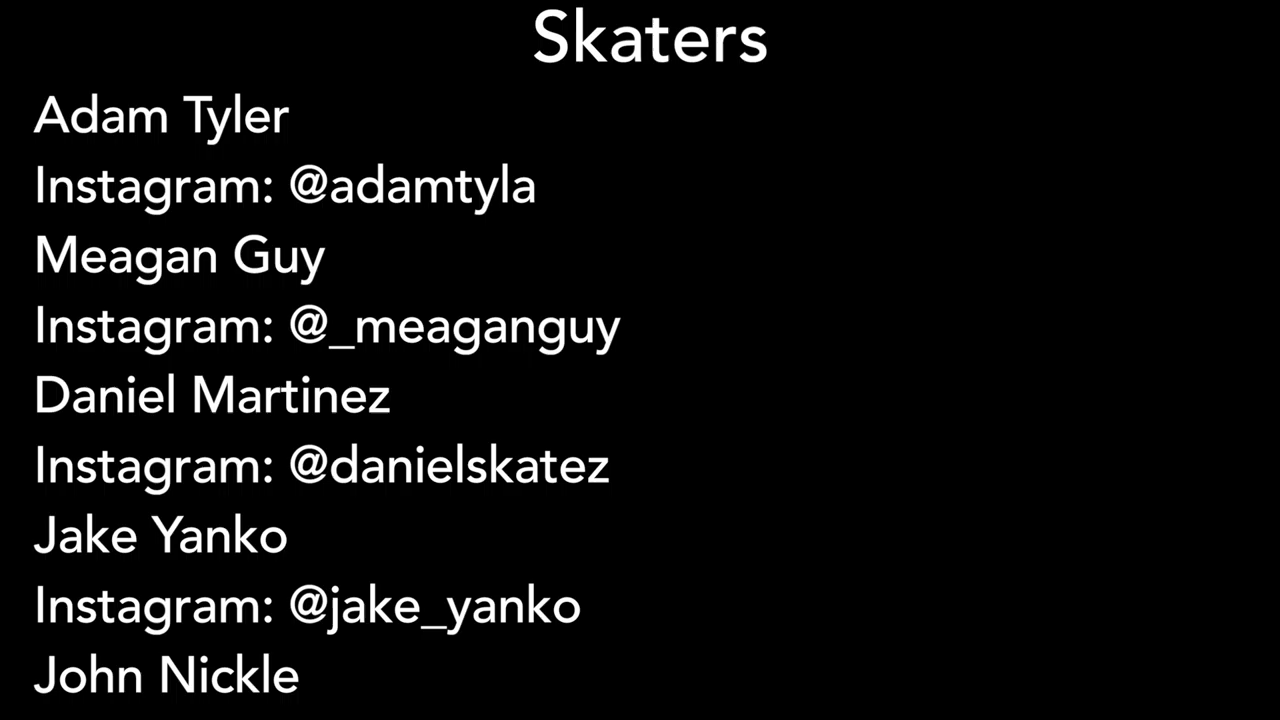 Skaters
Adam Tyler
Instagram: @adamtyla
Meagan Guy
Instagram: @_meaganguy
Daniel Martinez
Instagram: @danielskatez
Jake Yanko
Instagram: @jake_yanko
John Nickle